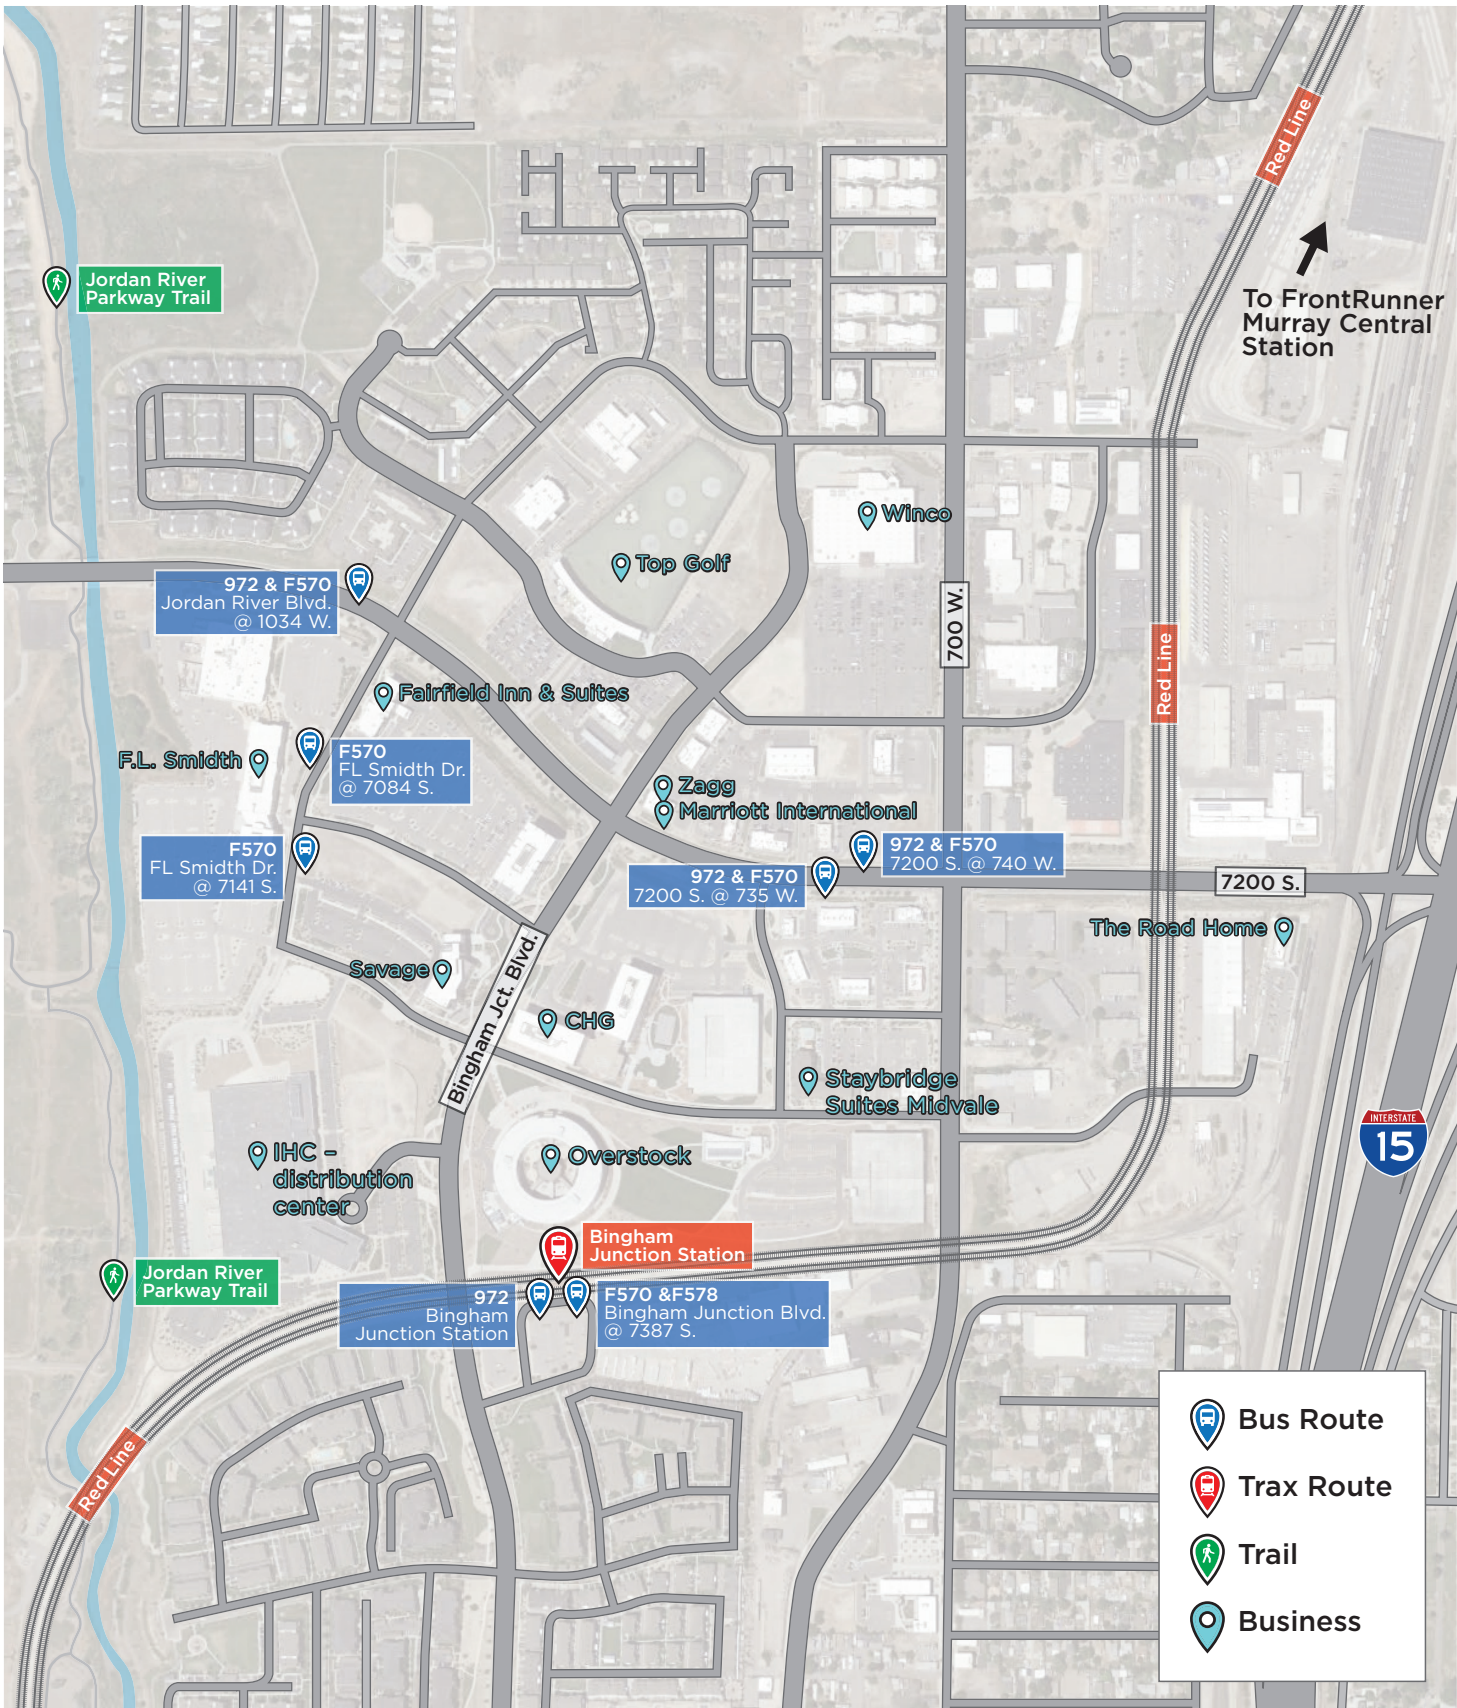 Red Line
Jordan River
Parkway Trail
To FrontRunner
Murray Central
Station
Winco
Top Golf
972 & F570
Jordan River Blvd.
@ 1034 W.
700 W.
Red Line
Fairfield Inn & Suites
F.L. Smidth
F570
FL Smidth Dr.
@ 7084 S.
Zagg
Marriott International
F570
FL Smidth Dr.
@ 7141 S.
972 & F570
7200 S. @ 740 W.
972 & F570
7200 S. @ 735 W.
7200 S.
The Road Home
Savage
Bingham Jct. Blvd.
CHG
Staybridge
Suites Midvale
INTERSTATE
15
IHC –
distribution
center
Overstock
Bingham
Junction Station
Jordan River
Parkway Trail
972
Bingham
Junction Station
F570 &F578
Bingham Junction Blvd.
@ 7387 S.
Red Line
Bus Route
Trax Route
Trail
Business